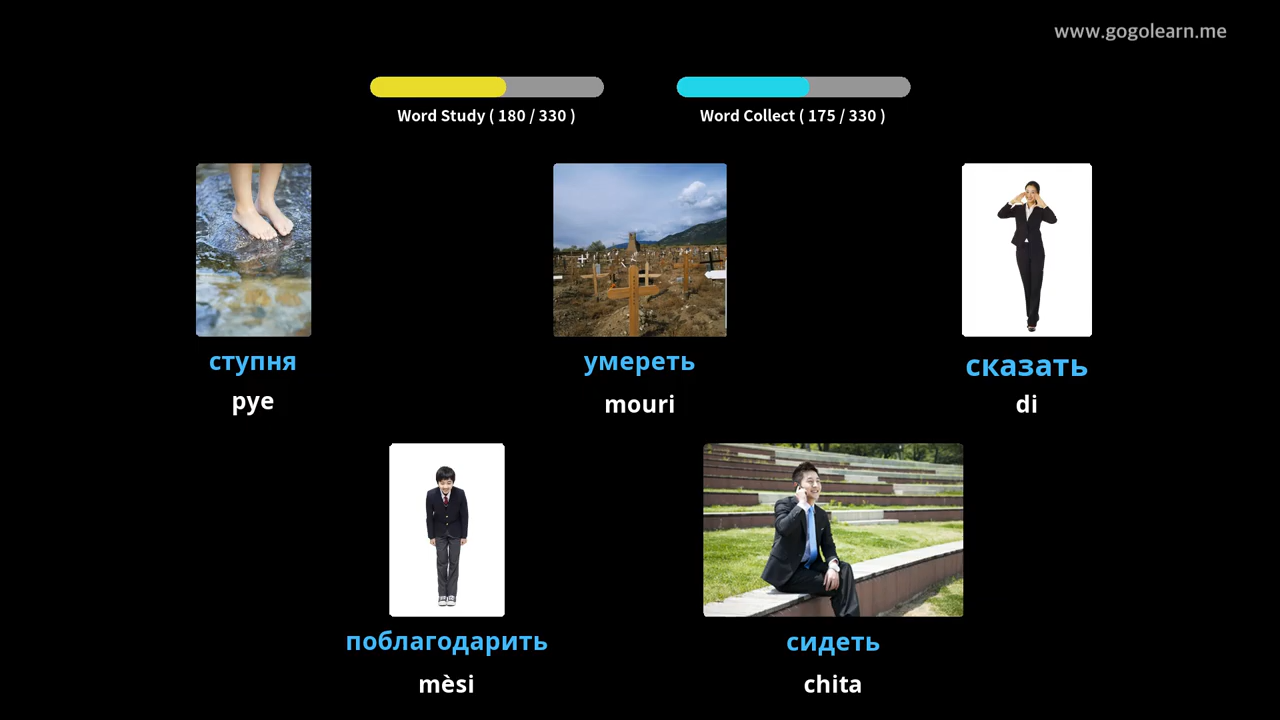 www.gogolearn.me
Word Study ( 180 / 330 )
Word Collect ( 175 / 330 )
ступня
pye
умереть
mouri
сказать
di
поблагодарить
mèsi
сидеть
chita